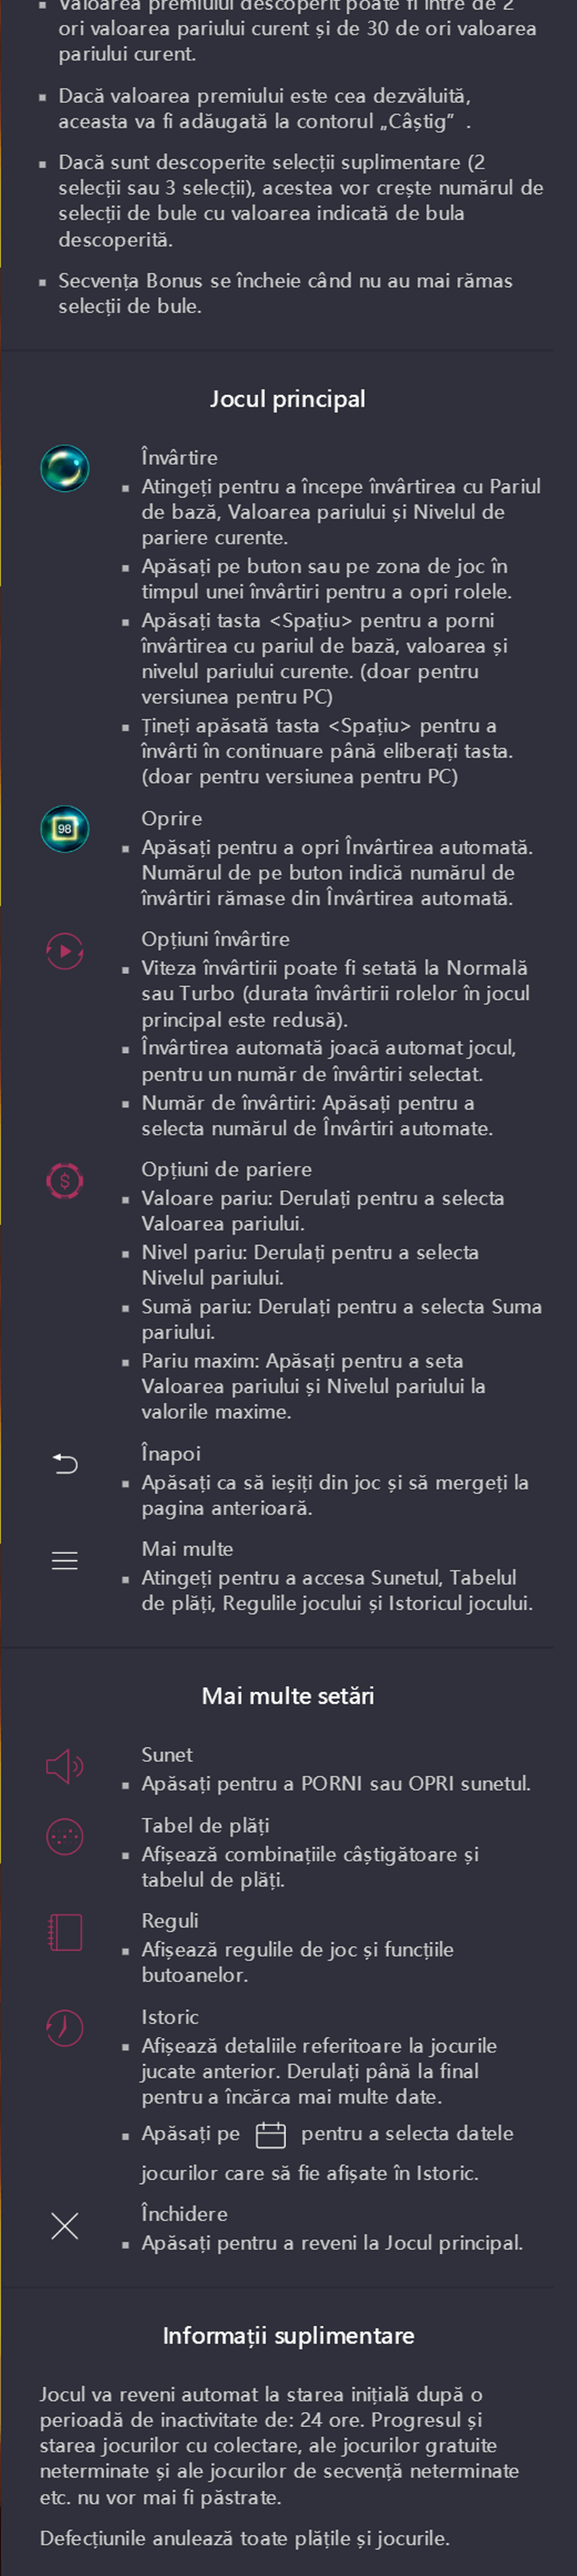 Valoarea premiului descoperit poate fi între de 2
ori valoarea pariului curent și de 30 de ori valoarea
pariului curent.
Dacă valoarea premiului este cea dezvăluită,
aceasta va fi adăugată la contorul „Câștig” .
Dacă sunt descoperite selecții suplimentare (2
selecții sau 3 selecții), acestea vor crește numărul de
selecții de bule cu valoarea indicată de bula
descoperită.
Secvența Bonus se încheie când nu au mai rămas
selecții de bule.
Jocul principal
Învârtire
Atingeți pentru a începe învârtirea cu Pariul
de bază, Valoarea pariului și Nivelul de
pariere curente.
Apăsați pe buton sau pe zona de joc în
timpul unei învârtiri pentru a opri rolele.
Apăsați tasta <Spațiu> pentru a porni
învârtirea cu pariul de bază, valoarea și
nivelul pariului curente. (doar pentru
versiunea pentru PC)
Țineți apăsată tasta <Spațiu> pentru a
învârti în continuare până eliberați tasta.
(doar pentru versiunea pentru PC)
98
Oprire
Apăsați pentru a opri Învârtirea automată.
Numărul de pe buton indică numărul de
învârtiri rămase din Învârtirea automată.
Opțiuni învârtire
Viteza învârtirii poate fi setată la Normală
sau Turbo (durata învârtirii rolelor în jocul
principal este redusă).
Învârtirea automată joacă automat jocul,
pentru un număr de învârtiri selectat.
Număr de învârtiri: Apăsați pentru a
selecta numărul de Învârtiri automate.
$
Opțiuni de pariere
Valoare pariu: Derulați pentru a selecta
Valoarea pariului.
Nivel pariu: Derulați pentru a selecta
Nivelul pariului.
Sumă pariu: Derulați pentru a selecta Suma
pariului.
Pariu maxim: Apăsați pentru a seta
Valoarea pariului și Nivelul pariului la
valorile maxime.
Înapoi
Apăsați ca să ieșiți din joc și să mergeți la
pagina anterioară.
Mai multe
Atingeți pentru a accesa Sunetul, Tabelul
de plăți, Regulile jocului și Istoricul jocului.
Mai multe setări
Sunet
Apăsați pentru a PORNI sau OPRI sunetul.
Tabel de plăți
Afișează combinațiile câștigătoare și
tabelul de plăți.
Reguli
Afișează regulile de joc și funcțiile
butoanelor.
Istoric
Afișează detaliile referitoare la jocurile
jucate anterior. Derulați până la final
pentru a încărca mai multe date.
Apăsați pe pentru a selecta datele
jocurilor care să fie afișate în Istoric.
Închidere
Apăsați pentru a reveni la Jocul principal.
Informații suplimentare
Jocul va reveni automat la starea inițială după o
perioadă de inactivitate de: 24 ore. Progresul și
starea jocurilor cu colectare, ale jocurilor gratuite
neterminate și ale jocurilor de secvență neterminate
etc. nu vor mai fi păstrate.
Defecțiunile anulează toate plățile și jocurile.